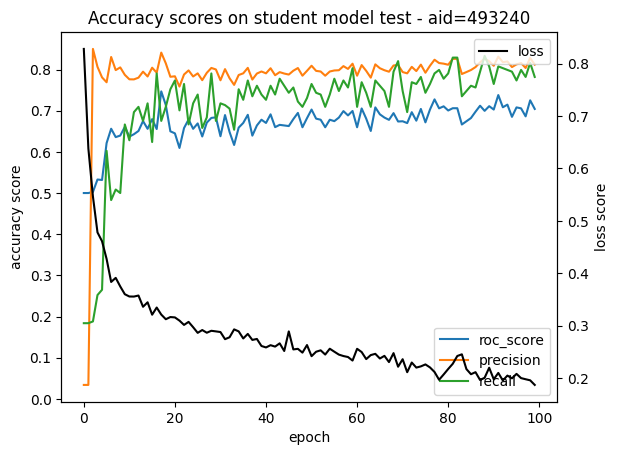 Accuracy scores on student model test - aid=493240
accuracy score
0.8
0.7
0.6
0.5
0.4
0.3
0.2
0.1
0.0
loss
0.8
0.7
0.6
0.5
0.4
0.3
0.2
loss score
roc_score
precision
recall
0
20
40
60
80
100
epoch